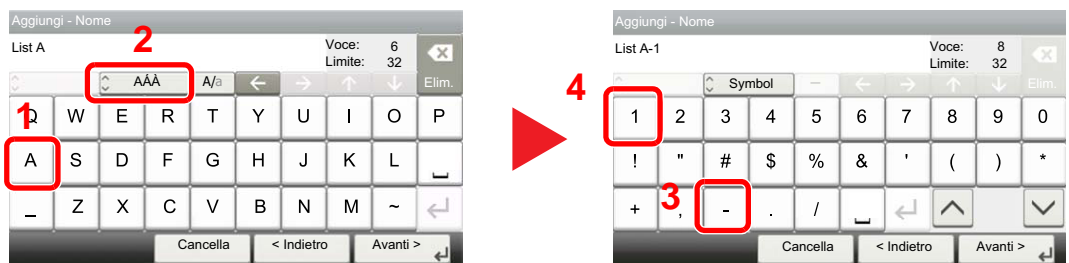 Aggiungi - Nome
2
List A
Voce: 6
Limite: 32
AÁÀ A/a ← → ↑ ↓ Elim.
1
Q W E R T Y U I O P
A S D F G H J K L
_ Z X C V B N M ~
Cancella < Indietro Avanti >
Aggiungi - Nome
List A-1
Voce: 8
Limite: 32
4
Symbol ← → ↑ ↓ Elim.
1 2 3 4 5 6 7 8 9 0
! " # $ % & ' ( ) *
3
+ , - . /
Cancella < Indietro Avanti >